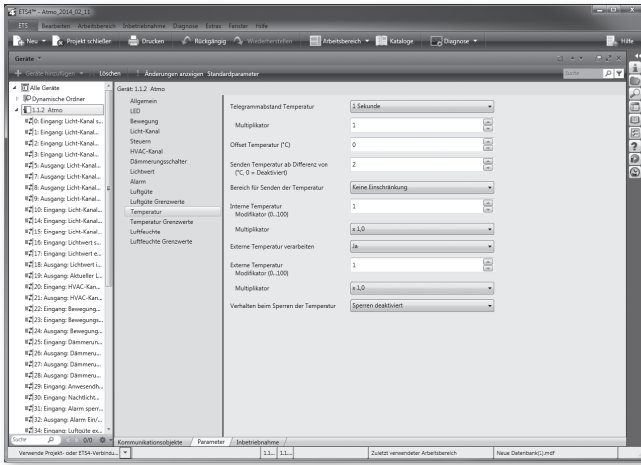 ETS4™ - Atmo_2014_02_11
ETS Bearbeiten Arbeitsbereich Inbetriebnahme Diagnose Extras Fenster Hilfe
Neu Projekt schließen Drucken Rückgängig Wiederherstellen Arbeitsbereich Kataloge Diagnose Hilfe
Geräte
Geräte hinzufügen Löschen Änderungen anzeigen Standardparameter Suche
Alle Geräte
Dynamische Ordner
1.1.2 Atmo
0: Eingang: Licht-Kanal s...
1: Eingang: Licht-Kanal...
2: Eingang: Licht-Kanal...
3: Eingang: Licht-Kanal...
5: Ausgang: Licht-Kanal...
7: Ausgang: Licht-Kanal...
8: Ausgang: Licht-Kanal...
9: Ausgang: Licht-Kanal...
10: Eingang: Licht-Kanal...
14: Eingang: Licht-Kanal...
15: Eingang: Licht-Kanal...
16: Eingang: Lichtwert s...
17: Eingang: Lichtwert e...
18: Ausgang: Lichtwert i...
19: Ausgang: Aktueller L...
20: Eingang: HVAC-Kan...
21: Ausgang: HVAC-Kan...
22: Eingang: Bewegung...
23: Eingang: Bewegungs...
24: Ausgang: Bewegung...
25: Eingang: Dämmerun...
26: Ausgang: Dämmeru...
27: Ausgang: Dämmeru...
28: Ausgang: Dämmeru...
29: Eingang: Anwesendh...
30: Eingang: Nachtlicht...
31: Eingang: Alarm sperr...
32: Ausgang: Alarm Ein/...
34: Eingang: Luftgüte ex...
Suche 0/0
Gerät: 1.1.2 Atmo
Allgemein
LED
Bewegung
Licht-Kanal
Steuern
HVAC-Kanal
Dämmerungsschalter
Lichtwert
Alarm
Luftgüte
Luftgüte Grenzwerte
Temperatur
Temperatur Grenzwerte
Luftfeuchte
Luftfeuchte Grenzwerte
Telegrammabstand Temperatur 1 Sekunde
Multiplikator 1
Offset Temperatur (°C) 0
Senden Temperatur ab Differenz von 2
(°C, 0 = Deaktiviert)
Bereich für Senden der Temperatur Keine Einschränkung
Interne Temperatur 1
Modifikator (0...100)
Multiplikator x 1,0
Externe Temperatur verarbeiten Ja
Externe Temperatur 1
Modifikator (0...100)
Multiplikator x 1,0
Verhalten beim Sperren der Temperatur Sperren deaktiviert
Kommunikationsobjekte Parameter Inbetriebnahme
Verwende Projekt- oder ETS4-Verbindu... 1.1... 1.1... Zuletzt verwendeter Arbeitsbereich Neue Datenbank(1).mdf